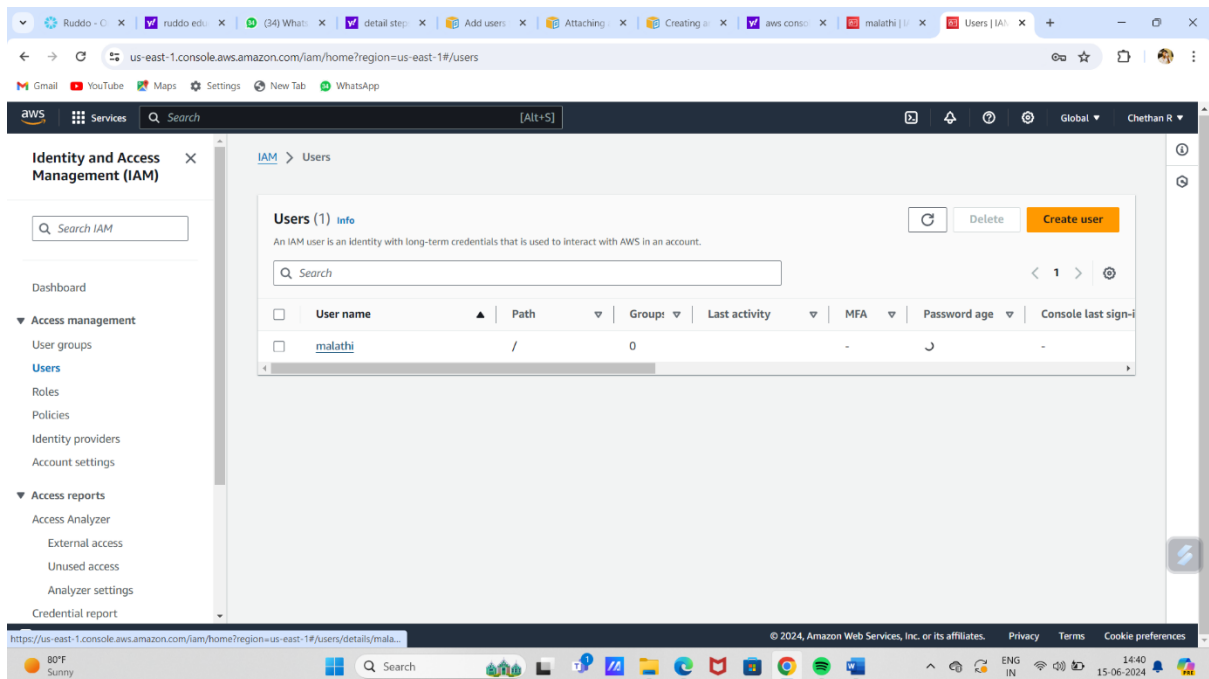 Ruddo - C
ruddo edu
(34) Whats
detail step
Add users
Attaching
Creating a
aws conso
malathi | I
Users | IAM
us-east-1.console.aws.amazon.com/iam/home?region=us-east-1#/users
Gmail YouTube Maps Settings New Tab WhatsApp
aws Services Search [Alt+S] Global Chethan R
Identity and Access
Management (IAM)
Search IAM
Dashboard
Access management
User groups
Users
Roles
Policies
Identity providers
Account settings
Access reports
Access Analyzer
External access
Unused access
Analyzer settings
Credential report
IAM > Users
Users (1) Info
Delete
Create user
An IAM user is an identity with long-term credentials that is used to interact with AWS in an account.
Search
1
User name Path Groups Last activity MFA Password age Console last sign-i
malathi / 0 - -
https://us-east-1.console.aws.amazon.com/iam/home?region=us-east-1#/users/details/mala...
© 2024, Amazon Web Services, Inc. or its affiliates. Privacy Terms Cookie preferences
80°F
Sunny
Search
ENG
IN
14:40
15-06-2024